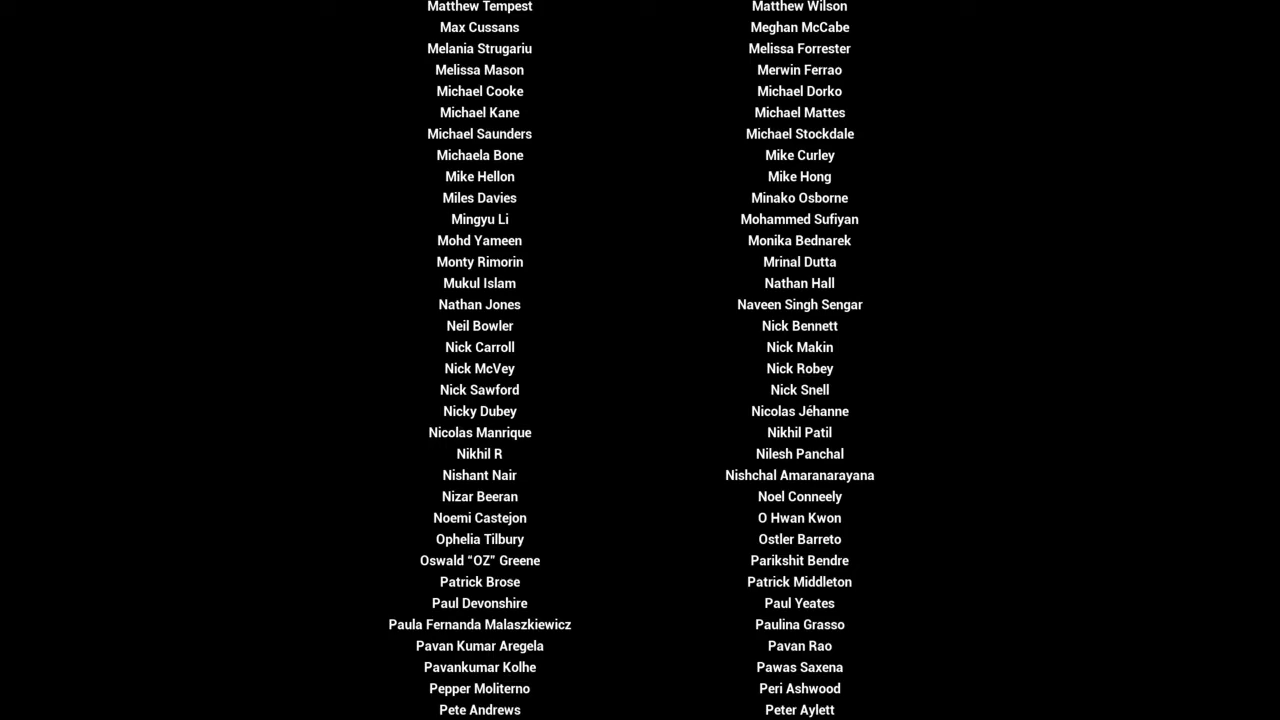 Matthew Tempest Matthew Wilson
Max Cussans Meghan McCabe
Melania Strugariu Melissa Forrester
Melissa Mason Merwin Ferrao
Michael Cooke Michael Dorko
Michael Kane Michael Mattes
Michael Saunders Michael Stockdale
Michaela Bone Mike Curley
Mike Hellon Mike Hong
Miles Davies Minako Osborne
Mingyu Li Mohammed Sufiyan
Mohd Yameen Monika Bednarek
Monty Rimorin Mrinal Dutta
Mukul Islam Nathan Hall
Nathan Jones Naveen Singh Sengar
Neil Bowler Nick Bennett
Nick Carroll Nick Makin
Nick McVey Nick Robey
Nick Sawford Nick Snell
Nicky Dubey Nicolas Jéhanne
Nicolas Manrique Nikhil Patil
Nikhil R Nilesh Panchal
Nishant Nair Nishchal Amaranarayana
Nizar Beeran Noel Conneely
Noemi Castejon O Hwan Kwon
Ophelia Tilbury Ostler Barreto
Oswald “OZ” Greene Parikshit Bendre
Patrick Brose Patrick Middleton
Paul Devonshire Paul Yeates
Paula Fernanda Malaszkiewicz Paulina Grasso
Pavan Kumar Aregela Pavan Rao
Pavankumar Kolhe Pawas Saxena
Pepper Moliterno Peri Ashwood
Pete Andrews Peter Aylett